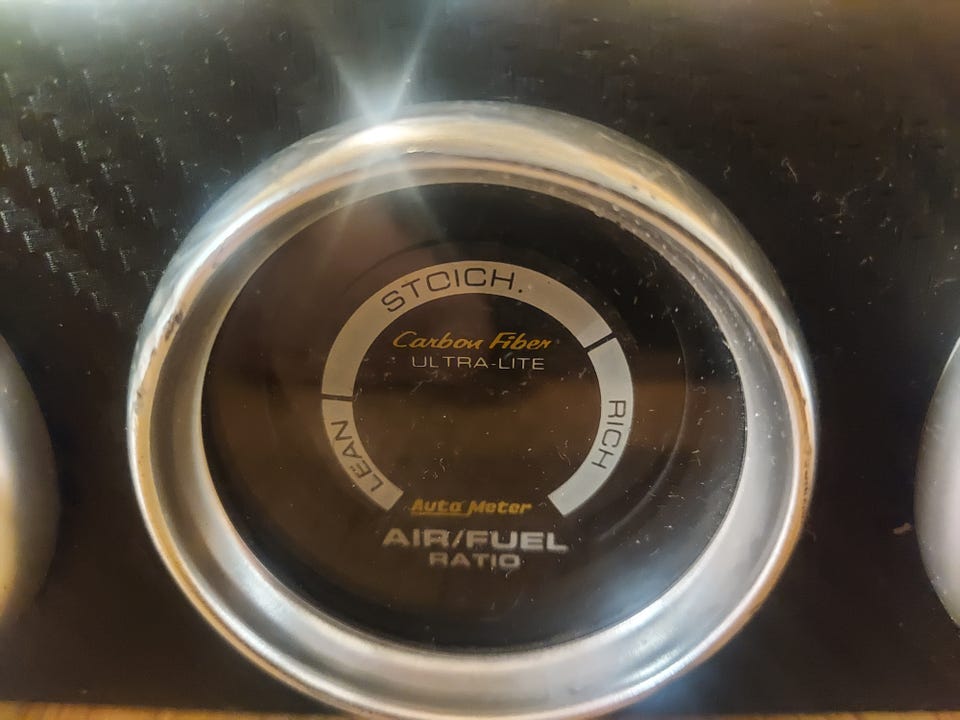 STOICH.
Carbon Fiber
ULTRA-LITE
LEAN
RICH
Auto Meter
AIR/FUEL
RATIO